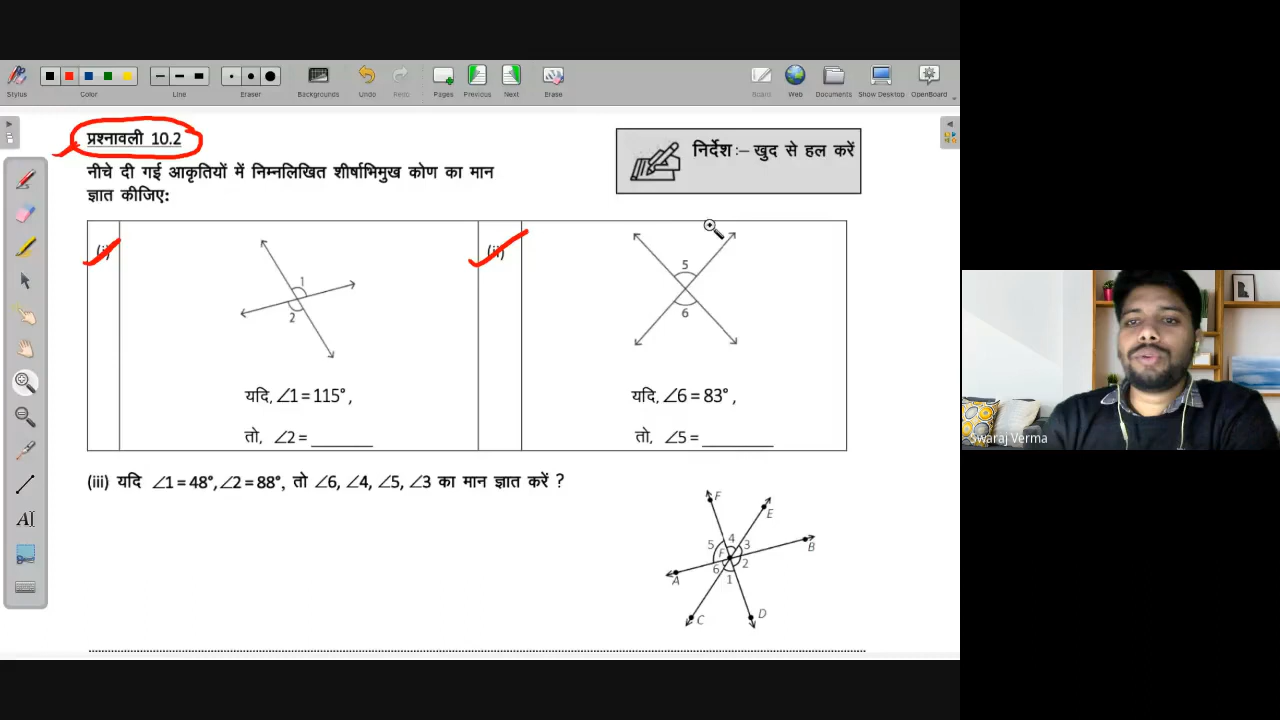 Stylus Color Line Eraser Backgrounds Undo Redo Pages Previous Next Erase Board Web Documents Show Desktop OpenBoard
प्रश्नावली 10.2
निर्देश :– खुद से हल करें
नीचे दी गई आकृतियों में निम्नलिखित शीर्षाभिमुख कोण का मान
ज्ञात कीजिए:
(i)
1
2
यदि, ∠1 = 115°,
तो, ∠2 = ______
(ii)
5
6
यदि, ∠6 = 83°,
तो, ∠5 = ______
Swaraj Verma
(iii) यदि ∠1 = 48°, ∠2 = 88°, तो ∠6, ∠4, ∠5, ∠3 का मान ज्ञात करें ?
F
E
B
5 4 3
F
6 1 2
A
C
D